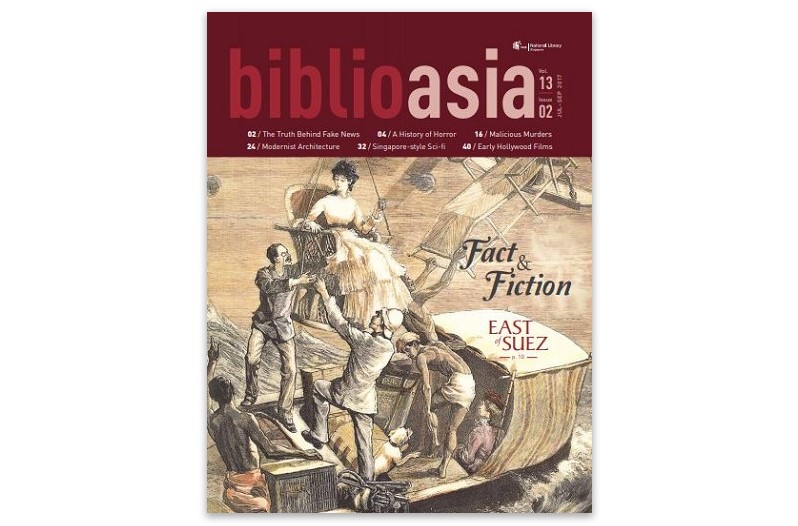 National Library
Singapore
biblioasia
Vol.
13
Issue
02
JUL–SEP 2017
02 / The Truth Behind Fake News 04 / A History of Horror 16 / Malicious Murders
24 / Modernist Architecture 32 / Singapore-style Sci-fi 40 / Early Hollywood Films
Fact
&
Fiction
EAST
of SUEZ
p. 10